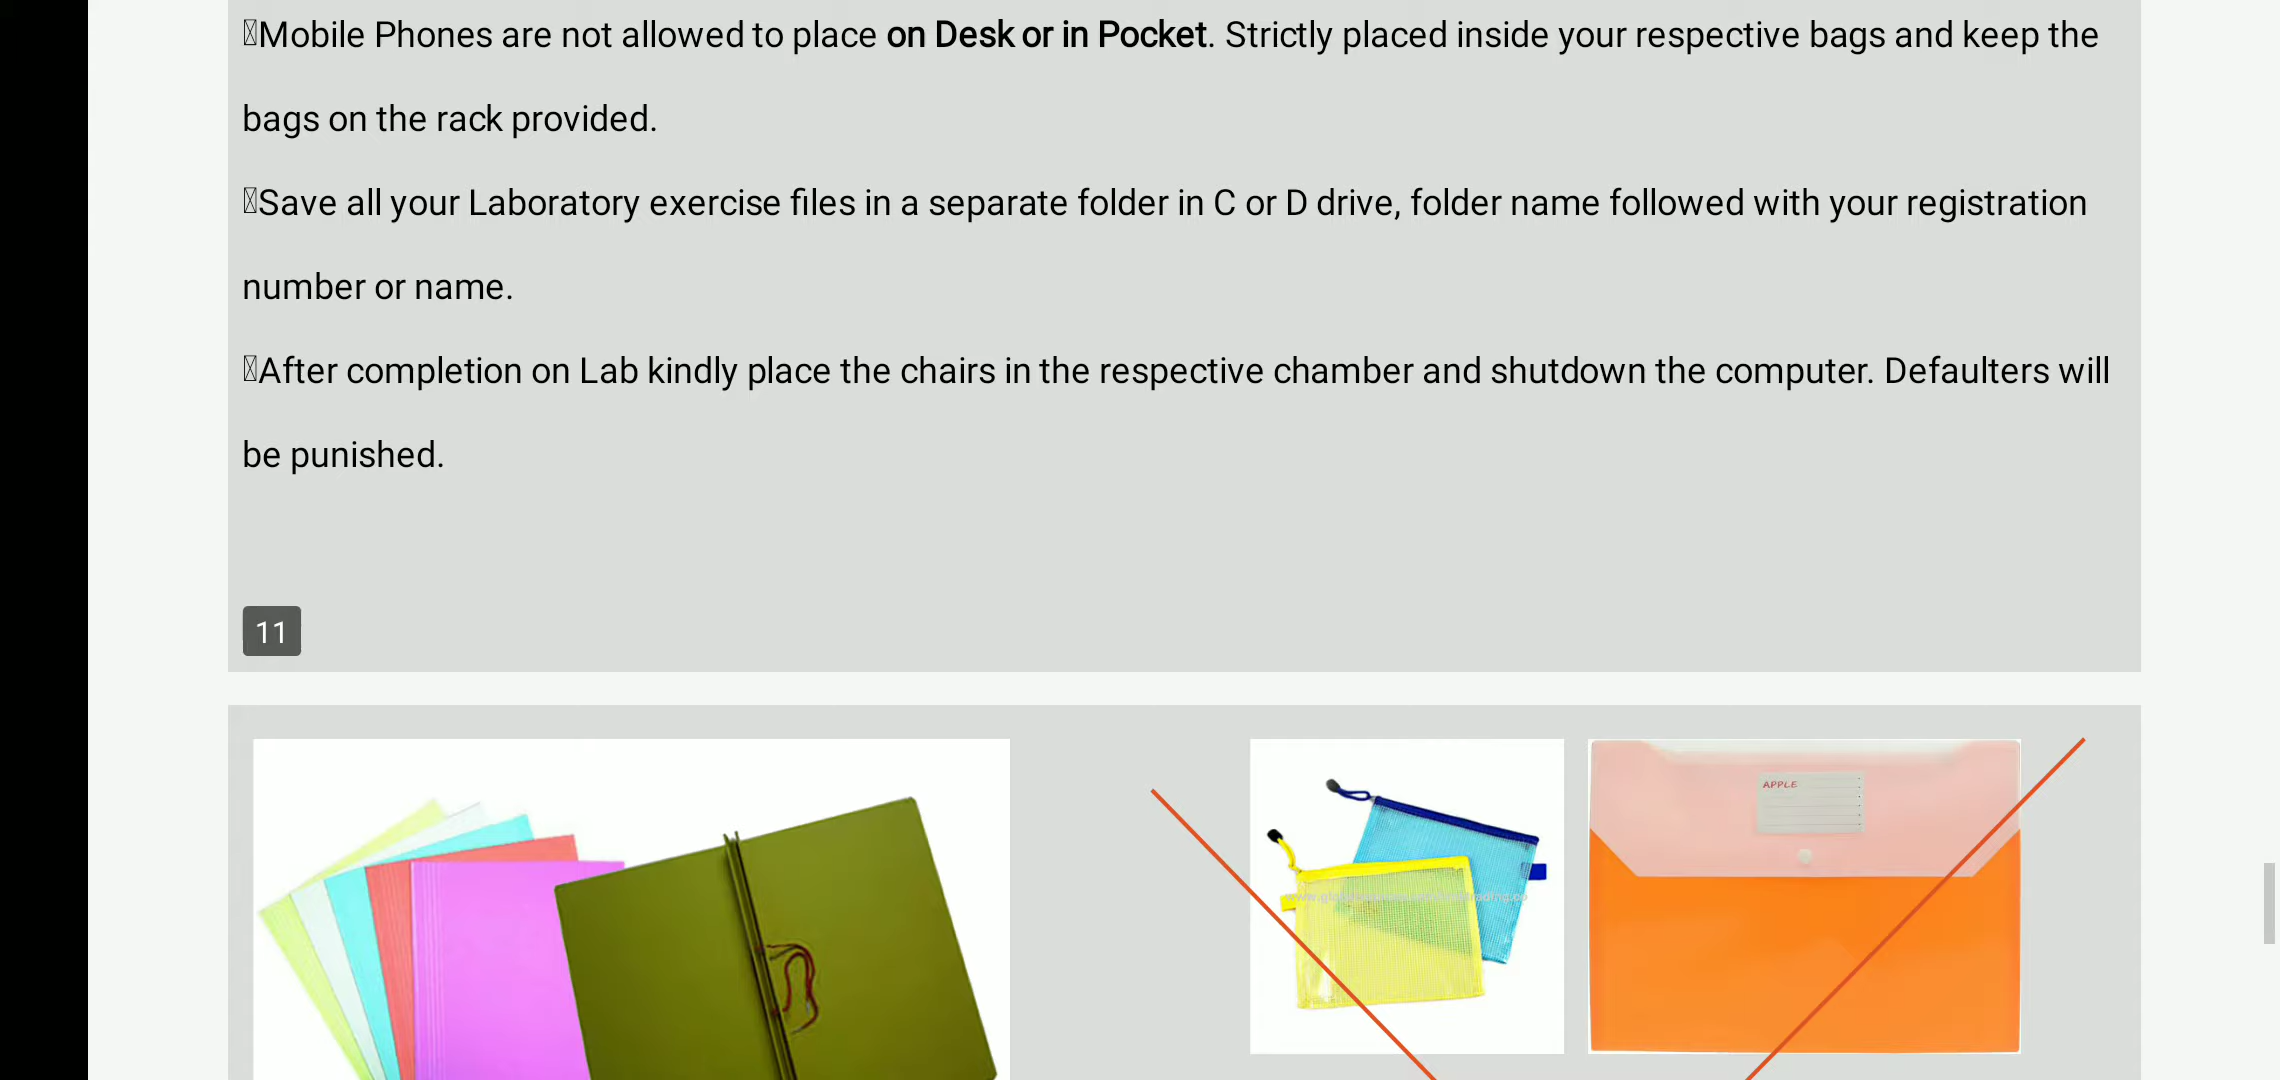 Mobile Phones are not allowed to place on Desk or in Pocket. Strictly placed inside your respective bags and keep the
bags on the rack provided.
Save all your Laboratory exercise files in a separate folder in C or D drive, folder name followed with your registration
number or name.
After completion on Lab kindly place the chairs in the respective chamber and shutdown the computer. Defaulters will
be punished.
11
APPLE